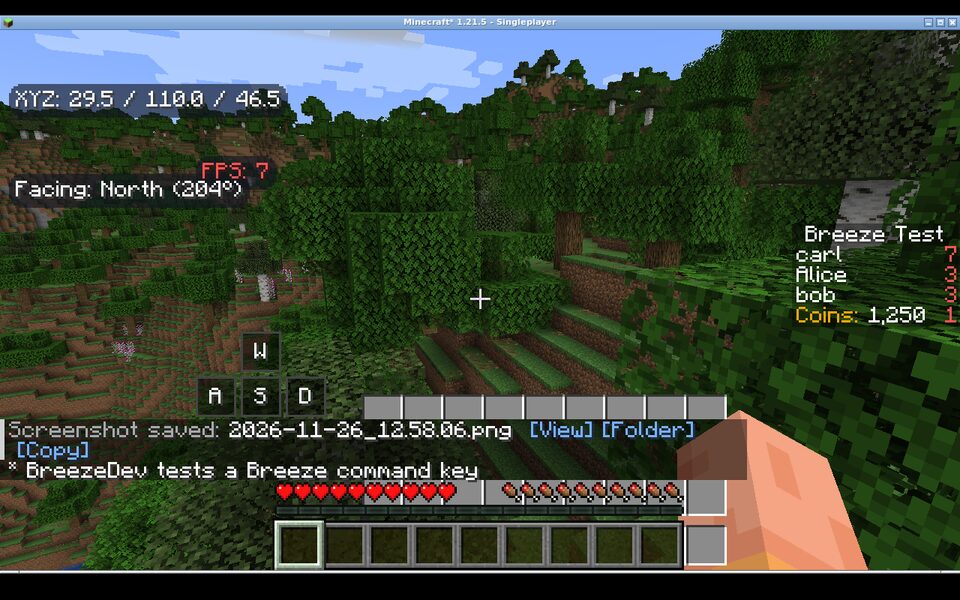 Minecraft* 1.21.5 - Singleplayer
XYZ: 29.5 / 110.0 / 46.5
FPS: 7
Facing: North (204°)
Breeze Test
carl 7
Alice 3
bob 3
Coins: 1,250 1
W
A S D
Screenshot saved: 2026-11-26_12.58.06.png [View] [Folder]
[Copy]
* BreezeDev tests a Breeze command key